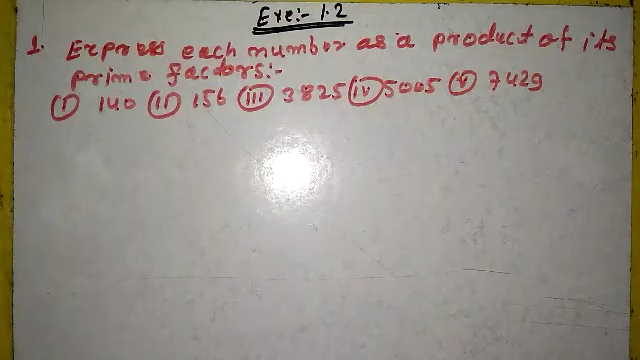 Exe:- 1.2
1. Express each number as a product of its
prime factors:-
(i) 140 (ii) 156 (iii) 3825 (iv) 5005 (v) 7429